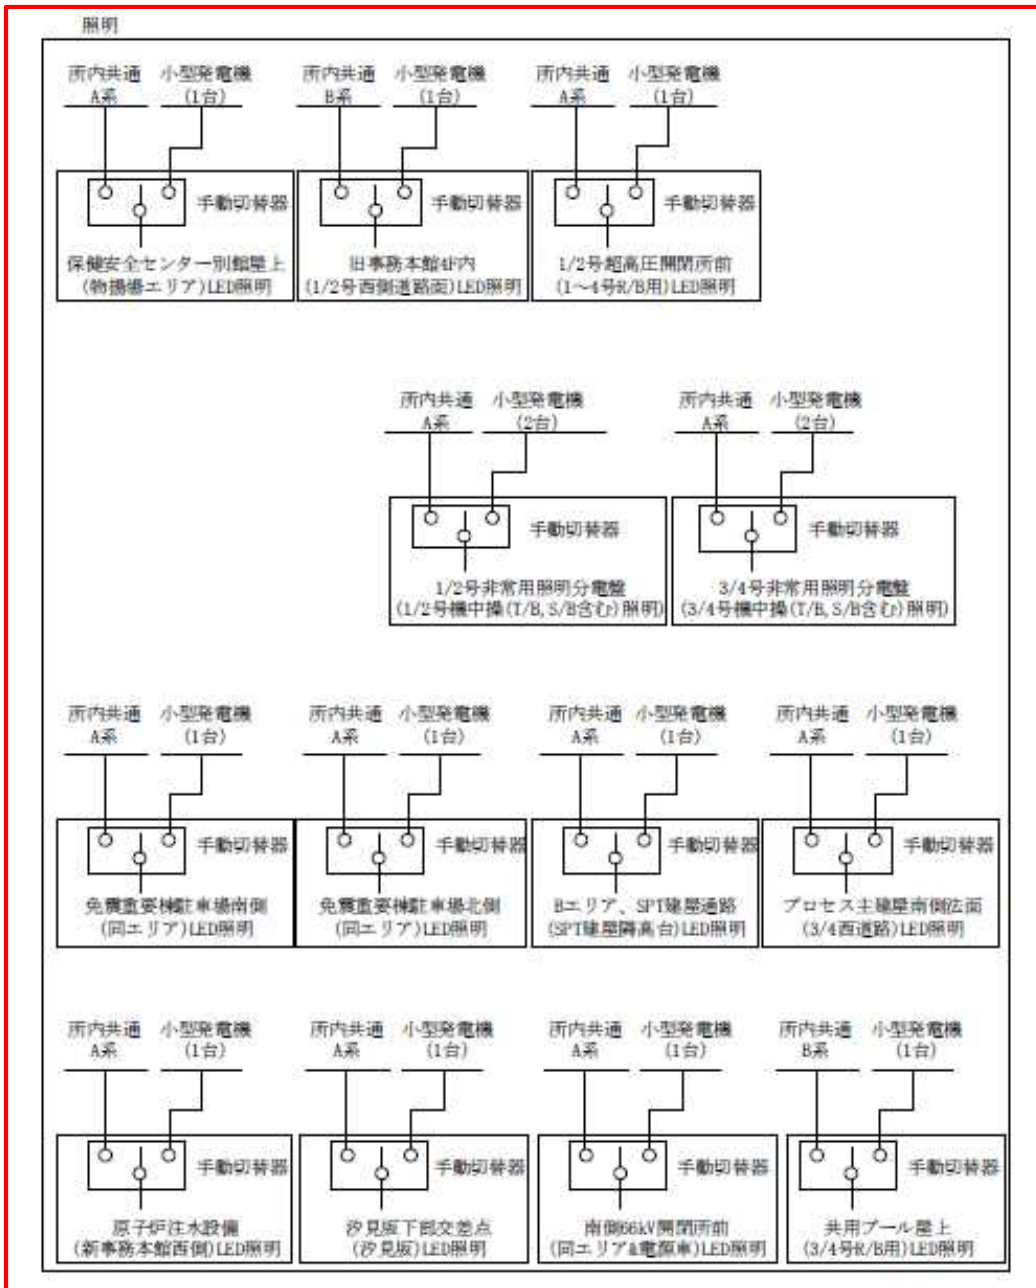 照明
所内共通 小型発電機 所内共通 小型発電機 所内共通 小型発電機
A系 (1台) B系 (1台) A系 (1台)
手動切替器 手動切替器 手動切替器
保健安全センター別館屋上 旧事務本館4F内 1/2号超高圧開閉所前
(物揚場エリア)LED照明 (1/2号西側道路面)LED照明 (1～4号R/B用)LED照明
所内共通 小型発電機 所内共通 小型発電機
A系 (2台) A系 (2台)
手動切替器 手動切替器
1/2号非常用照明分電盤 3/4号非常用照明分電盤
(1/2号機中操(T/B,S/B含む)照明) (3/4号機中操(T/B,S/B含む)照明)
所内共通 小型発電機 所内共通 小型発電機 所内共通 小型発電機 所内共通 小型発電機
A系 (1台) A系 (1台) A系 (1台) A系 (1台)
手動切替器 手動切替器 手動切替器 手動切替器
免震重要棟駐車場南側 免震重要棟駐車場北側 Bエリア、SPT建屋通路 プロセス主建屋南側法面
(同エリア)LED照明 (同エリア)LED照明 (SPT建屋隣高台)LED照明 (3/4西道路)LED照明
所内共通 小型発電機 所内共通 小型発電機 所内共通 小型発電機 所内共通 小型発電機
A系 (1台) A系 (1台) A系 (1台) B系 (1台)
手動切替器 手動切替器 手動切替器 手動切替器
原子炉注水設備 汐見坂下部交差点 南側66kV開閉所前 共用プール屋上
(新事務本館西側)LED照明 (汐見坂)LED照明 (同エリア&電源車)LED照明 (3/4号R/B用)LED照明